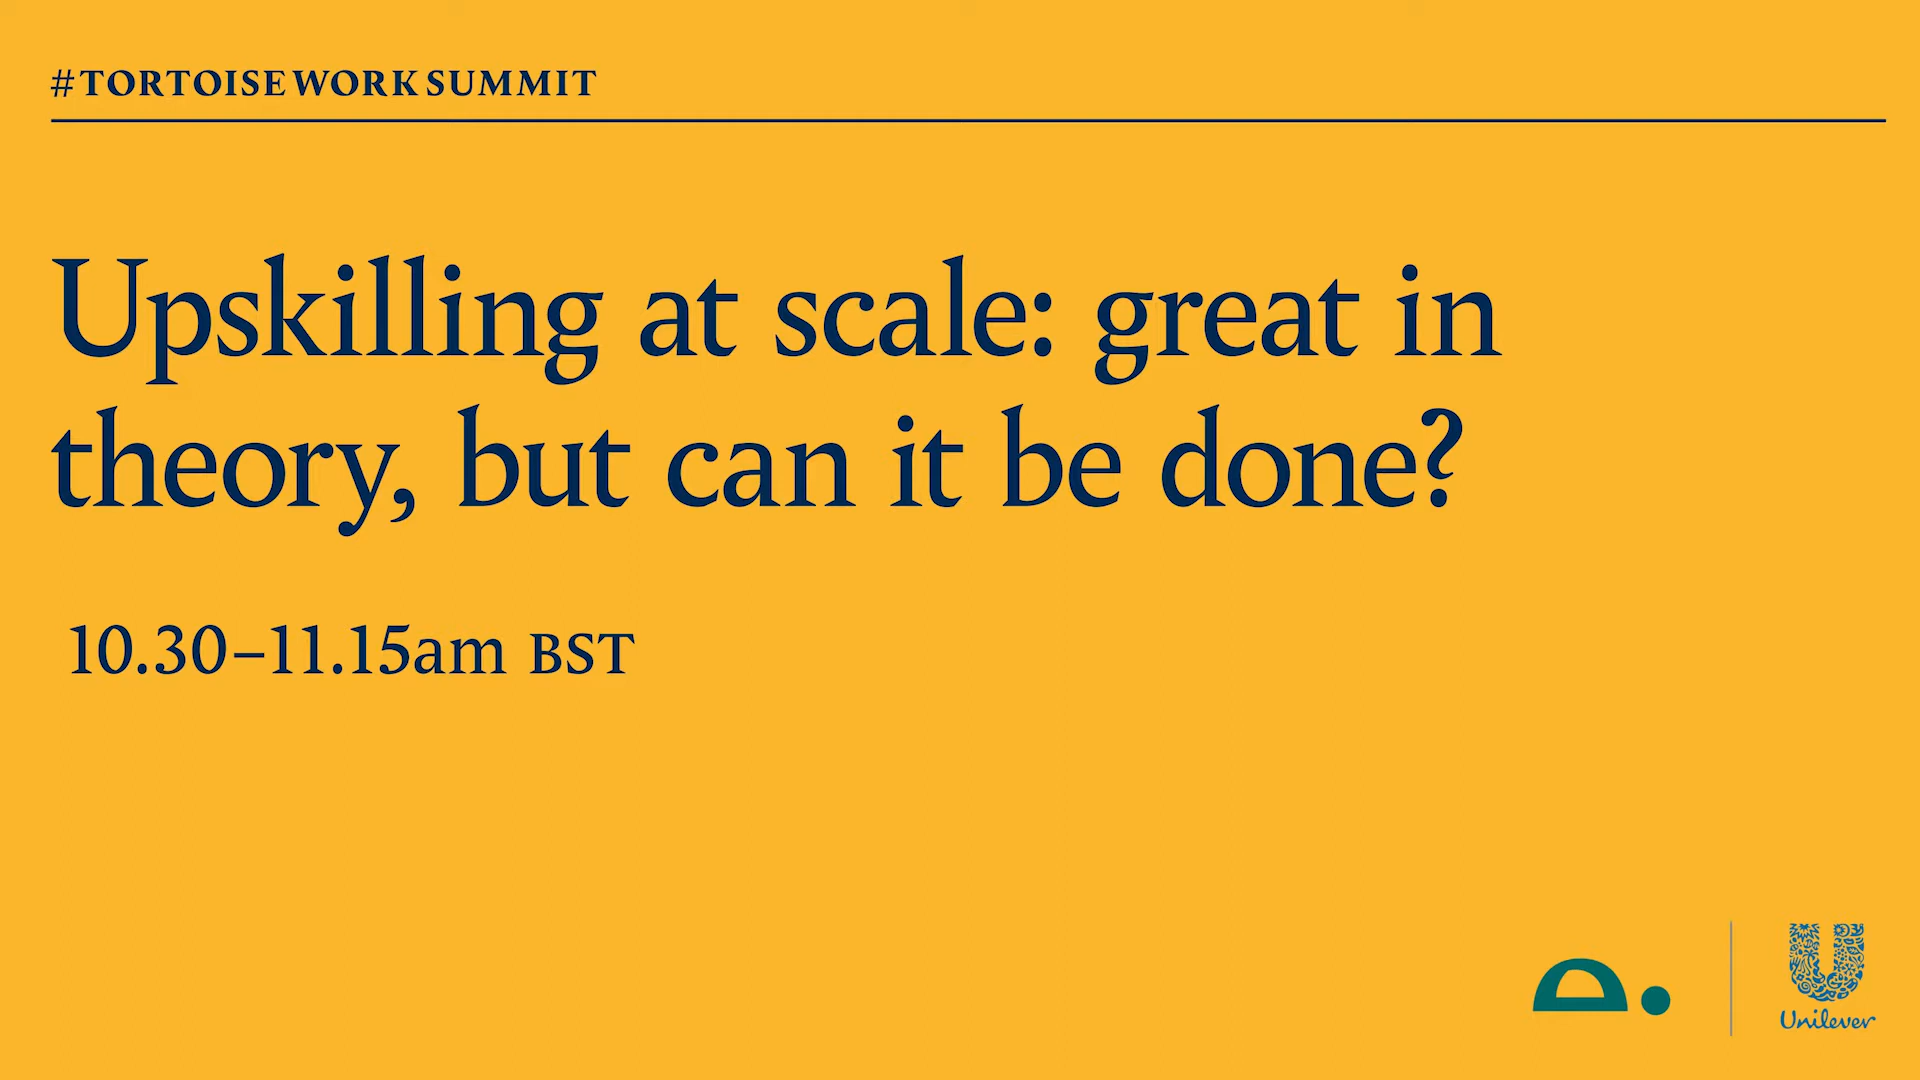 #TORTOISE WORK SUMMIT
Upskilling at scale: great in
theory, but can it be done?
10.30–11.15am BST
Unilever